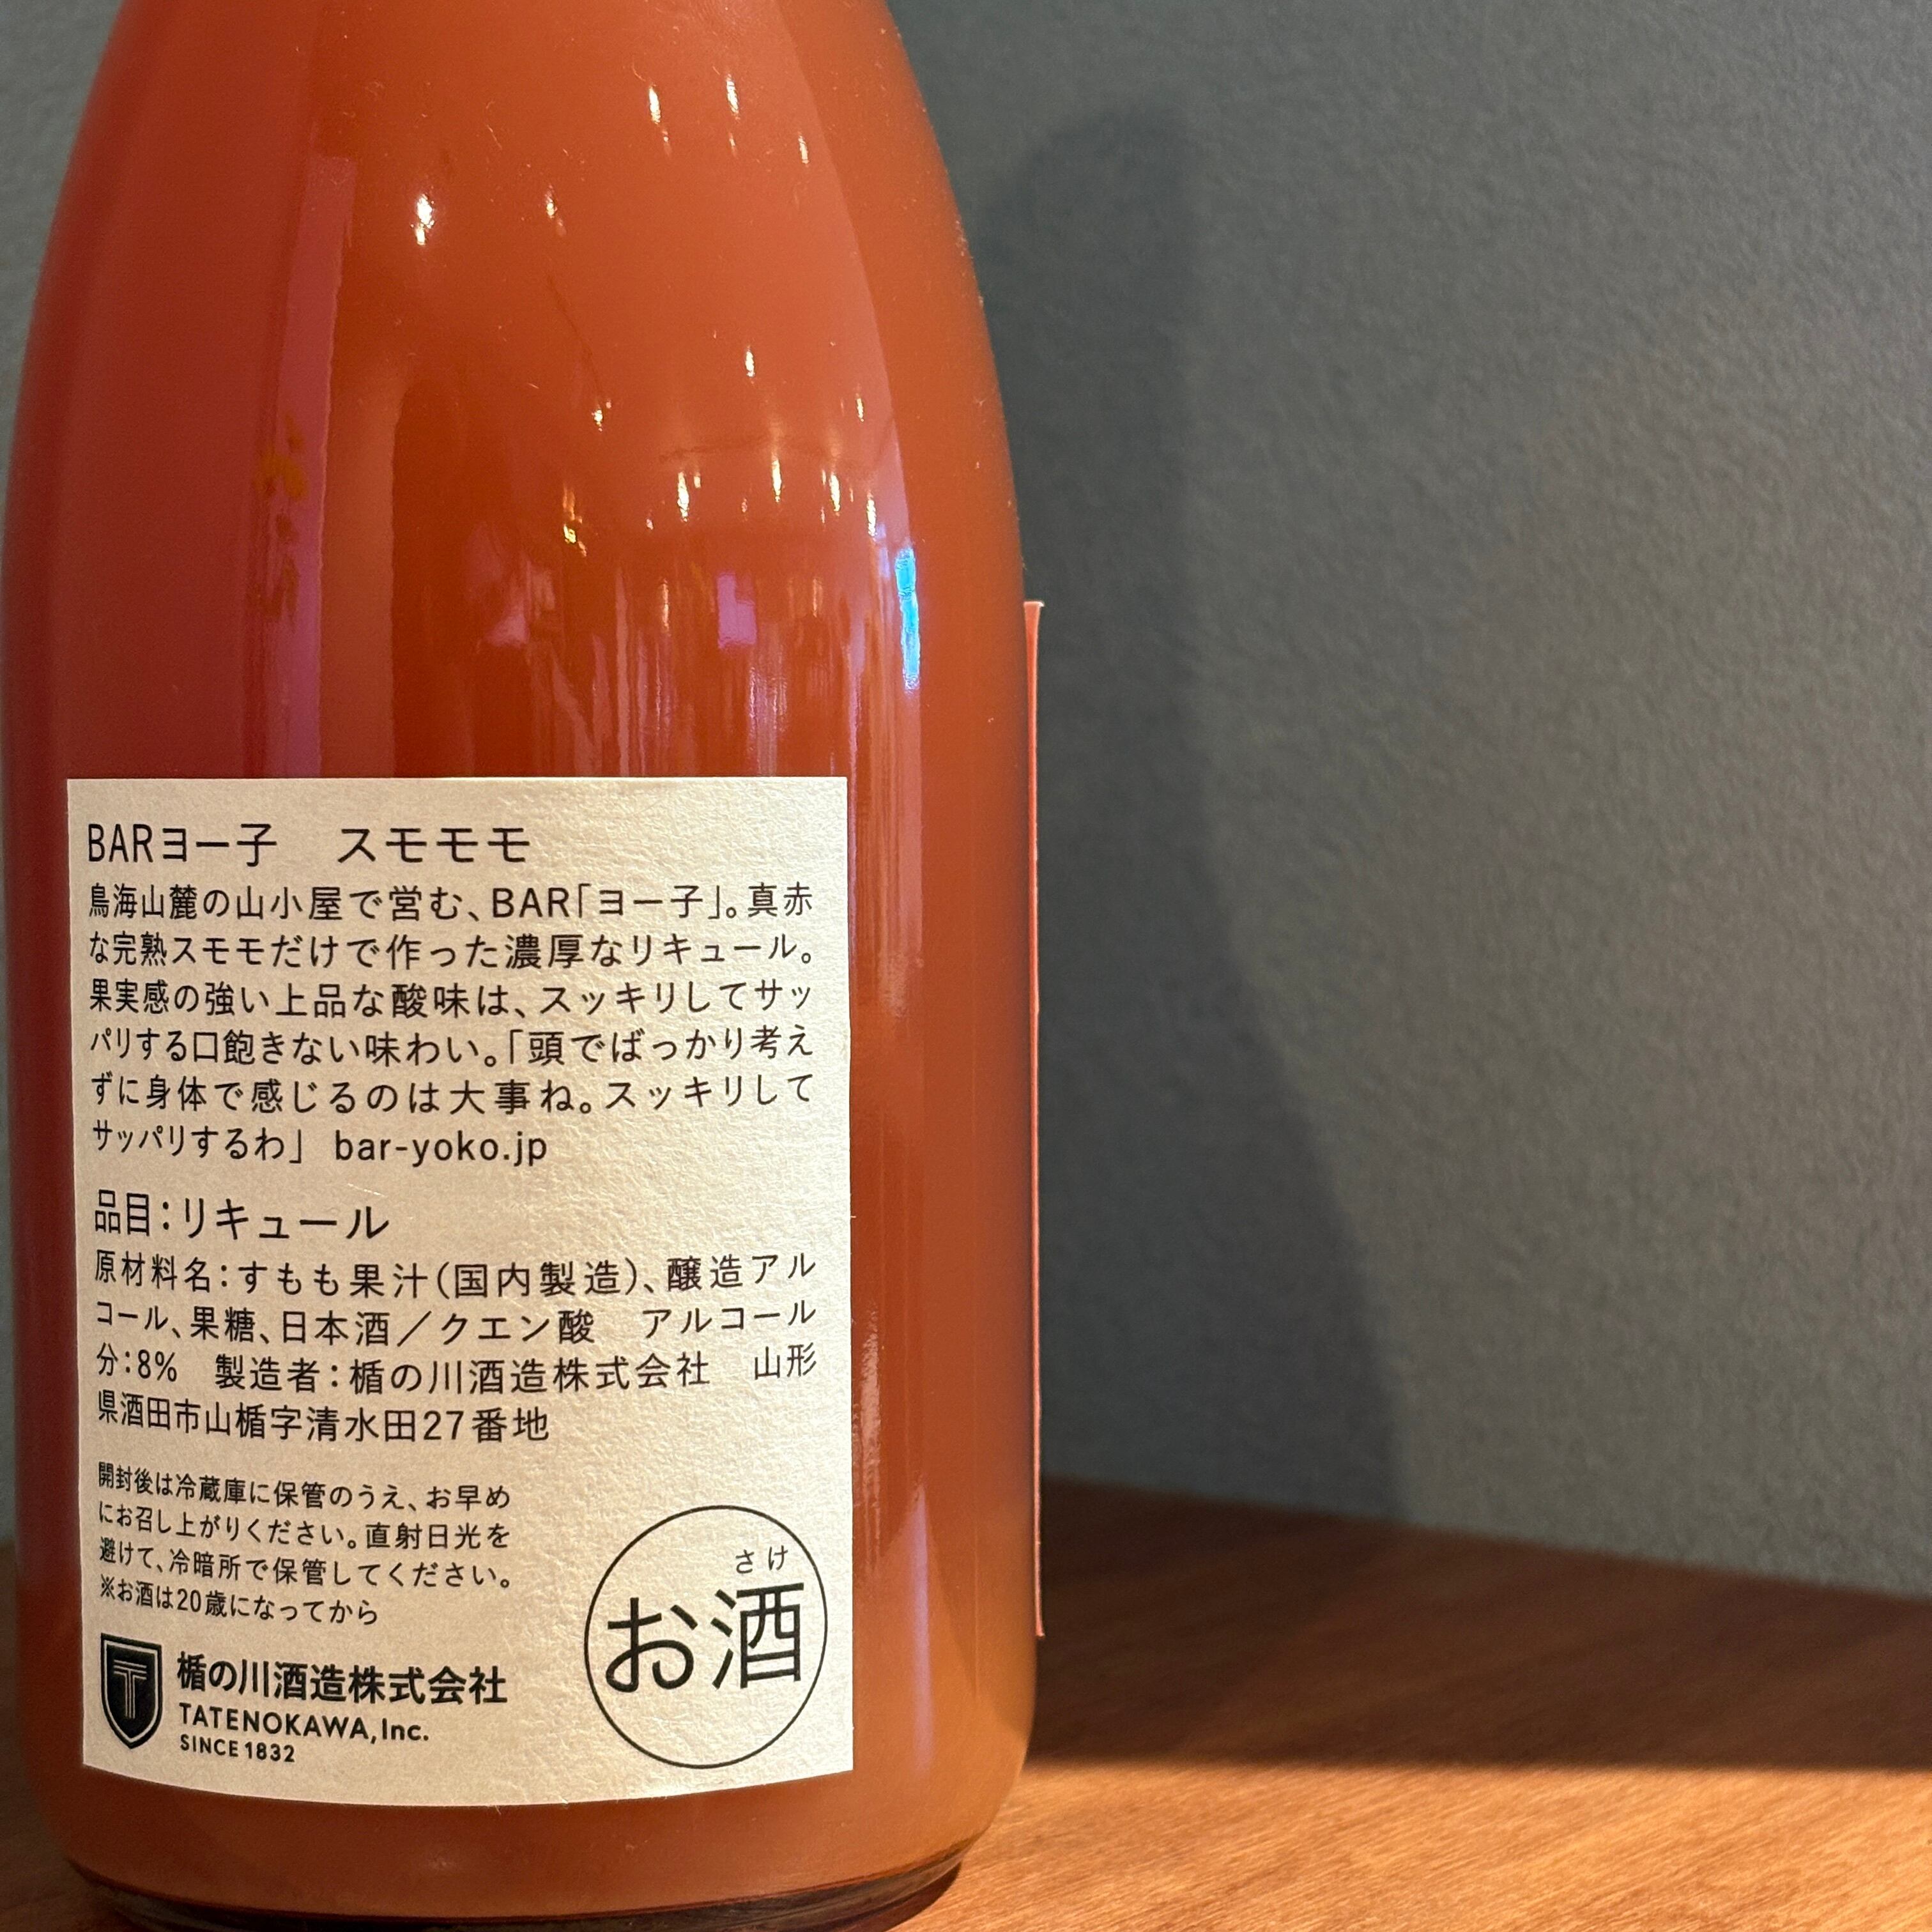 BARヨー子　スモモモ
鳥海山麓の山小屋で営む、BAR「ヨー子」。真赤
な完熟スモモだけで作った濃厚なリキュール。
果実感の強い上品な酸味は、スッキリしてサッ
パリする口飽きない味わい。「頭でばっかり考え
ずに身体で感じるのは大事ね。スッキリして
サッパリするわ」 bar-yoko.jp
品目：リキュール
原材料名：すもも果汁（国内製造）、醸造アル
コール、果糖、日本酒／クエン酸　アルコール
分：8%　製造者：楯の川酒造株式会社　山形
県酒田市山楯字清水田27番地
開封後は冷蔵庫に保管のうえ、お早め
にお召し上がりください。直射日光を
避けて、冷暗所で保管してください。
※お酒は20歳になってから
楯の川酒造株式会社
TATENOKAWA, Inc.
SINCE 1832
さけ
お酒